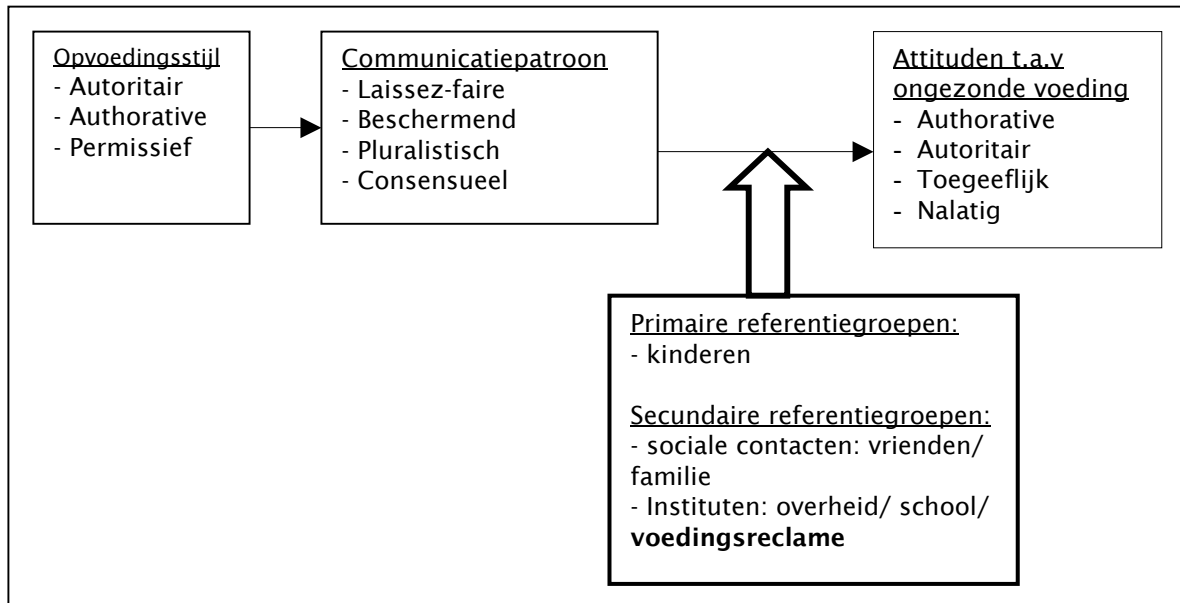 Opvoedingsstijl
- Autoritair
- Authorative
- Permissief
Communicatiepatroon
- Laissez-faire
- Beschermend
- Pluralistisch
- Consensueel
Attituden t.a.v
ongezonde voeding
- Authorative
- Autoritair
- Toegeeflijk
- Nalatig
Primaire referentiegroepen:
- kinderen
Secundaire referentiegroepen:
- sociale contacten: vrienden/
familie
- Instituten: overheid/ school/
voedingsreclame